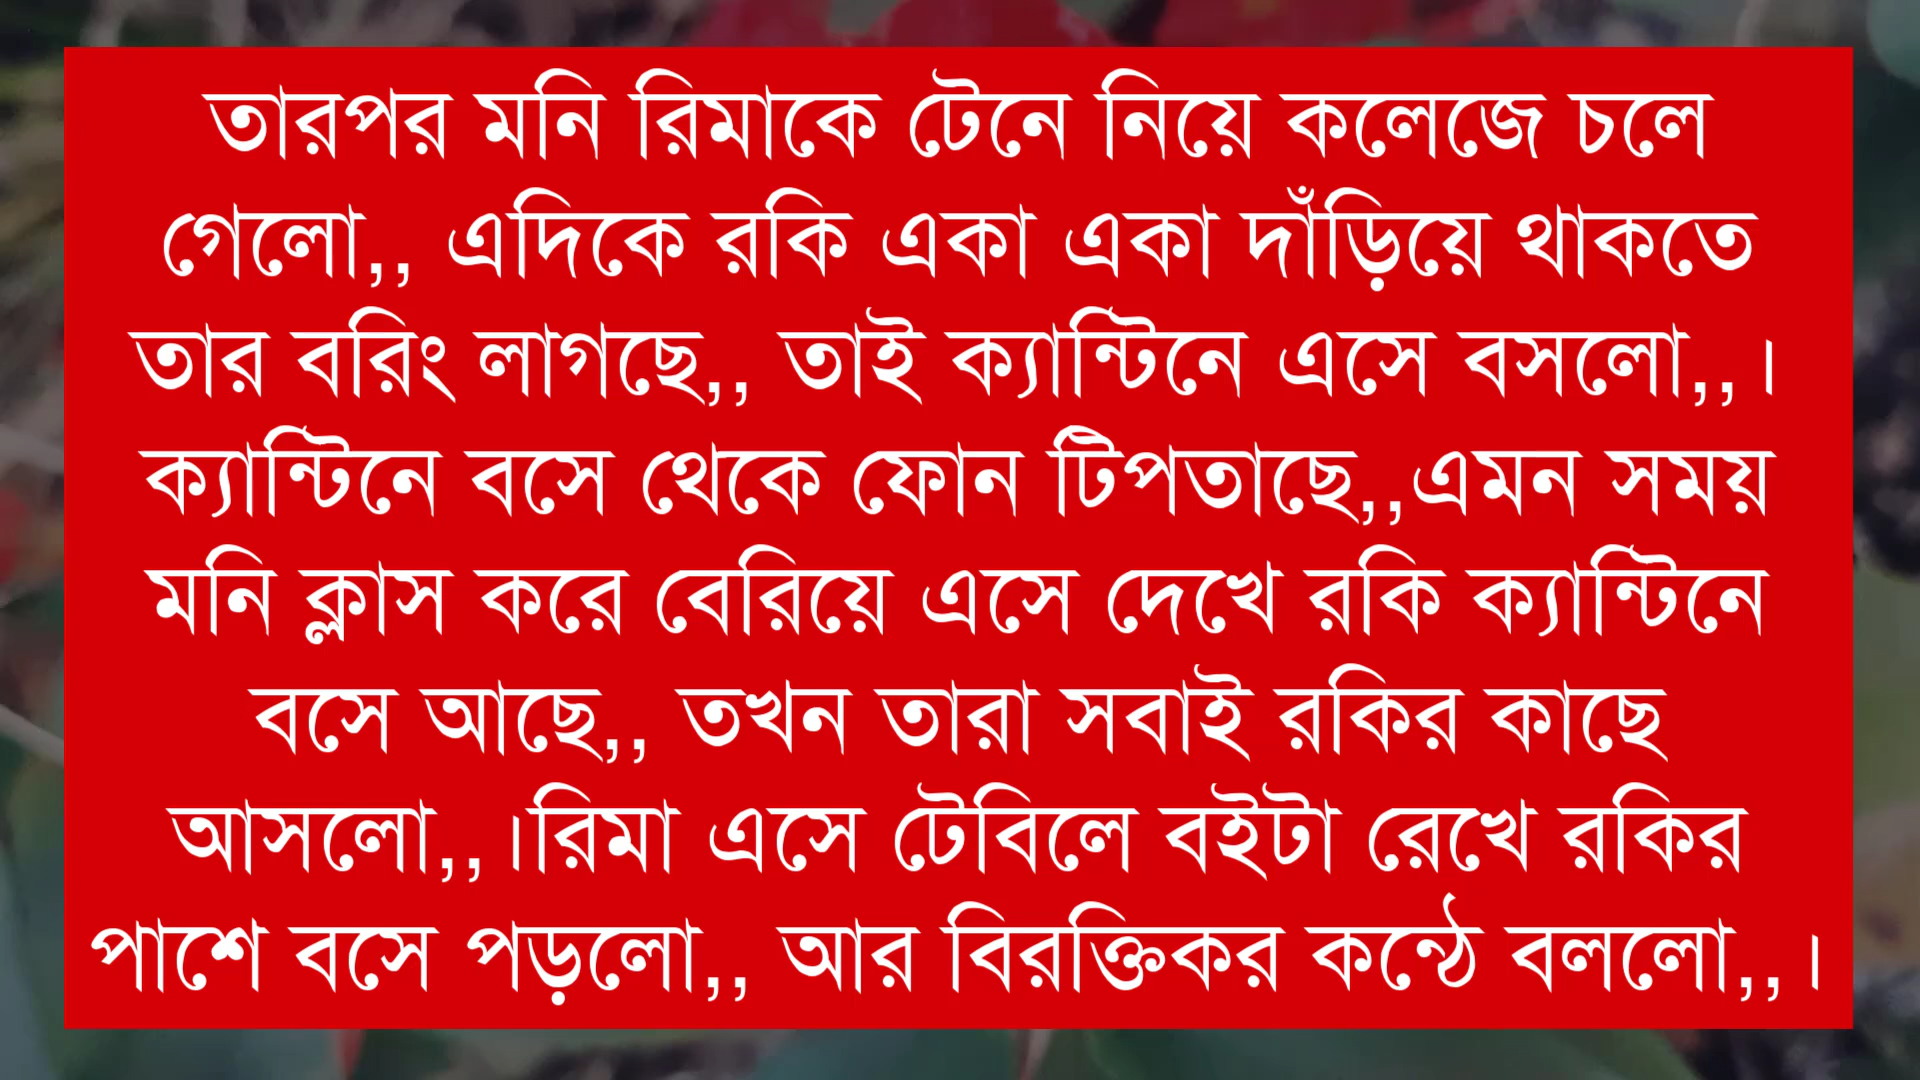 তারপর মনি রিমাকে টেনে নিয়ে কলেজে চলে
গেলো,, এদিকে রকি একা একা দাঁড়িয়ে থাকতে
তার বরিং লাগছে,, তাই ক্যান্টিনে এসে বসলো,,।
ক্যান্টিনে বসে থেকে ফোন টিপতাছে,,এমন সময়
মনি ক্লাস করে বেরিয়ে এসে দেখে রকি ক্যান্টিনে
বসে আছে,, তখন তারা সবাই রকির কাছে
আসলো,,।রিমা এসে টেবিলে বইটা রেখে রকির
পাশে বসে পড়লো,, আর বিরক্তিকর কন্ঠে বললো,,।